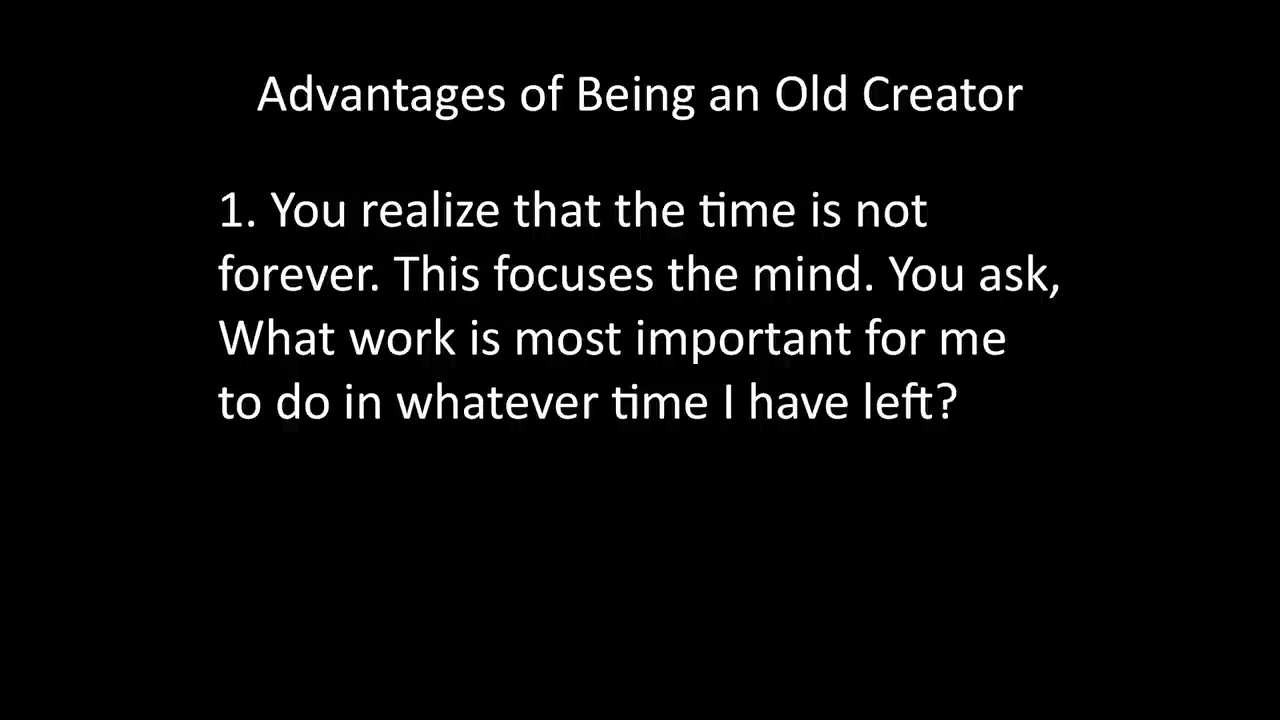 Advantages of Being an Old Creator
1. You realize that the time is not
forever. This focuses the mind. You ask,
What work is most important for me
to do in whatever time I have left?